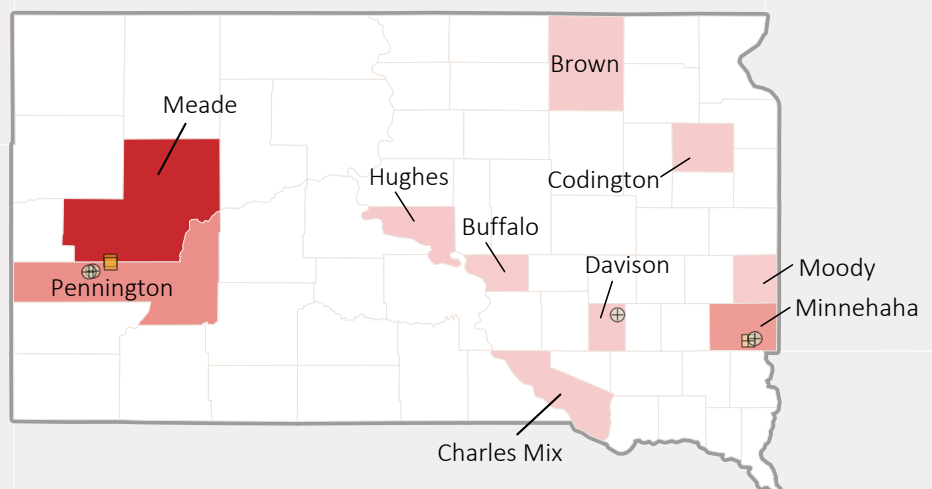 Brown
Meade
Hughes
Codington
Buffalo
Davison
Moody
Pennington
Minnehaha
Charles Mix